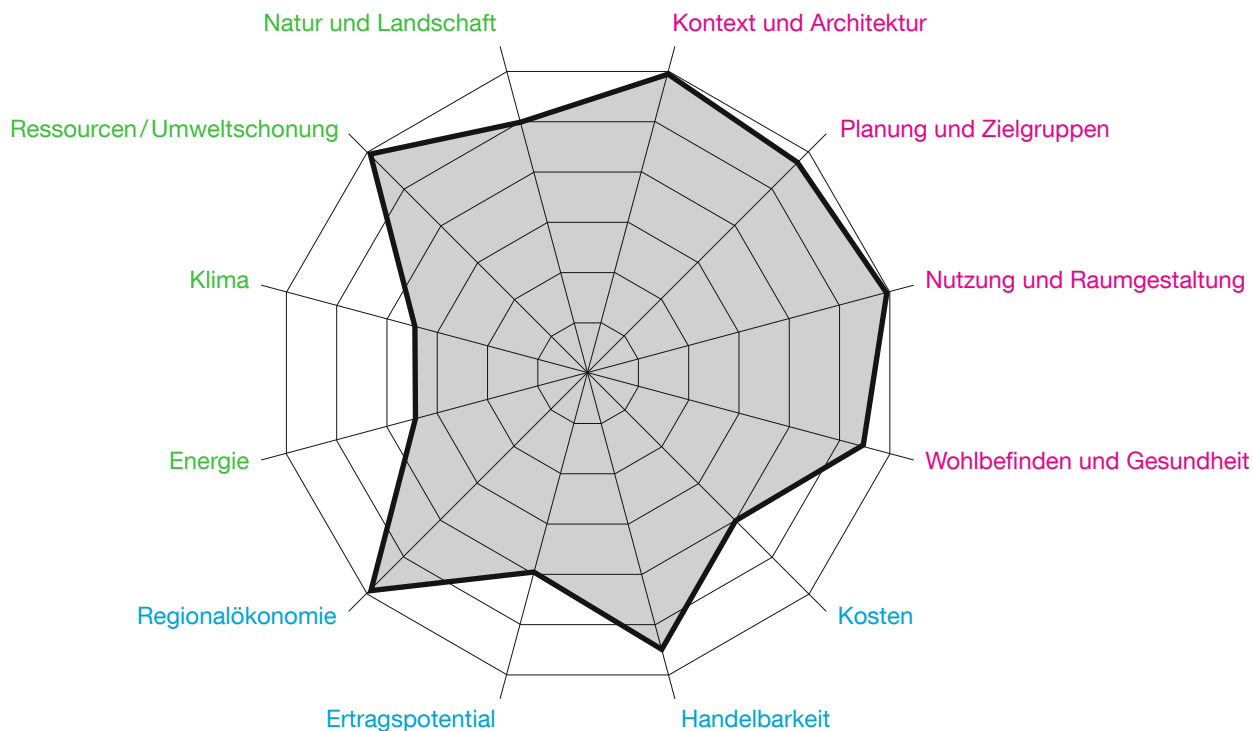 Natur und Landschaft
Kontext und Architektur
Ressourcen/Umweltschonung
Planung und Zielgruppen
Klima
Nutzung und Raumgestaltung
Energie
Wohlbefinden und Gesundheit
Regionalökonomie
Kosten
Ertragspotential
Handelbarkeit